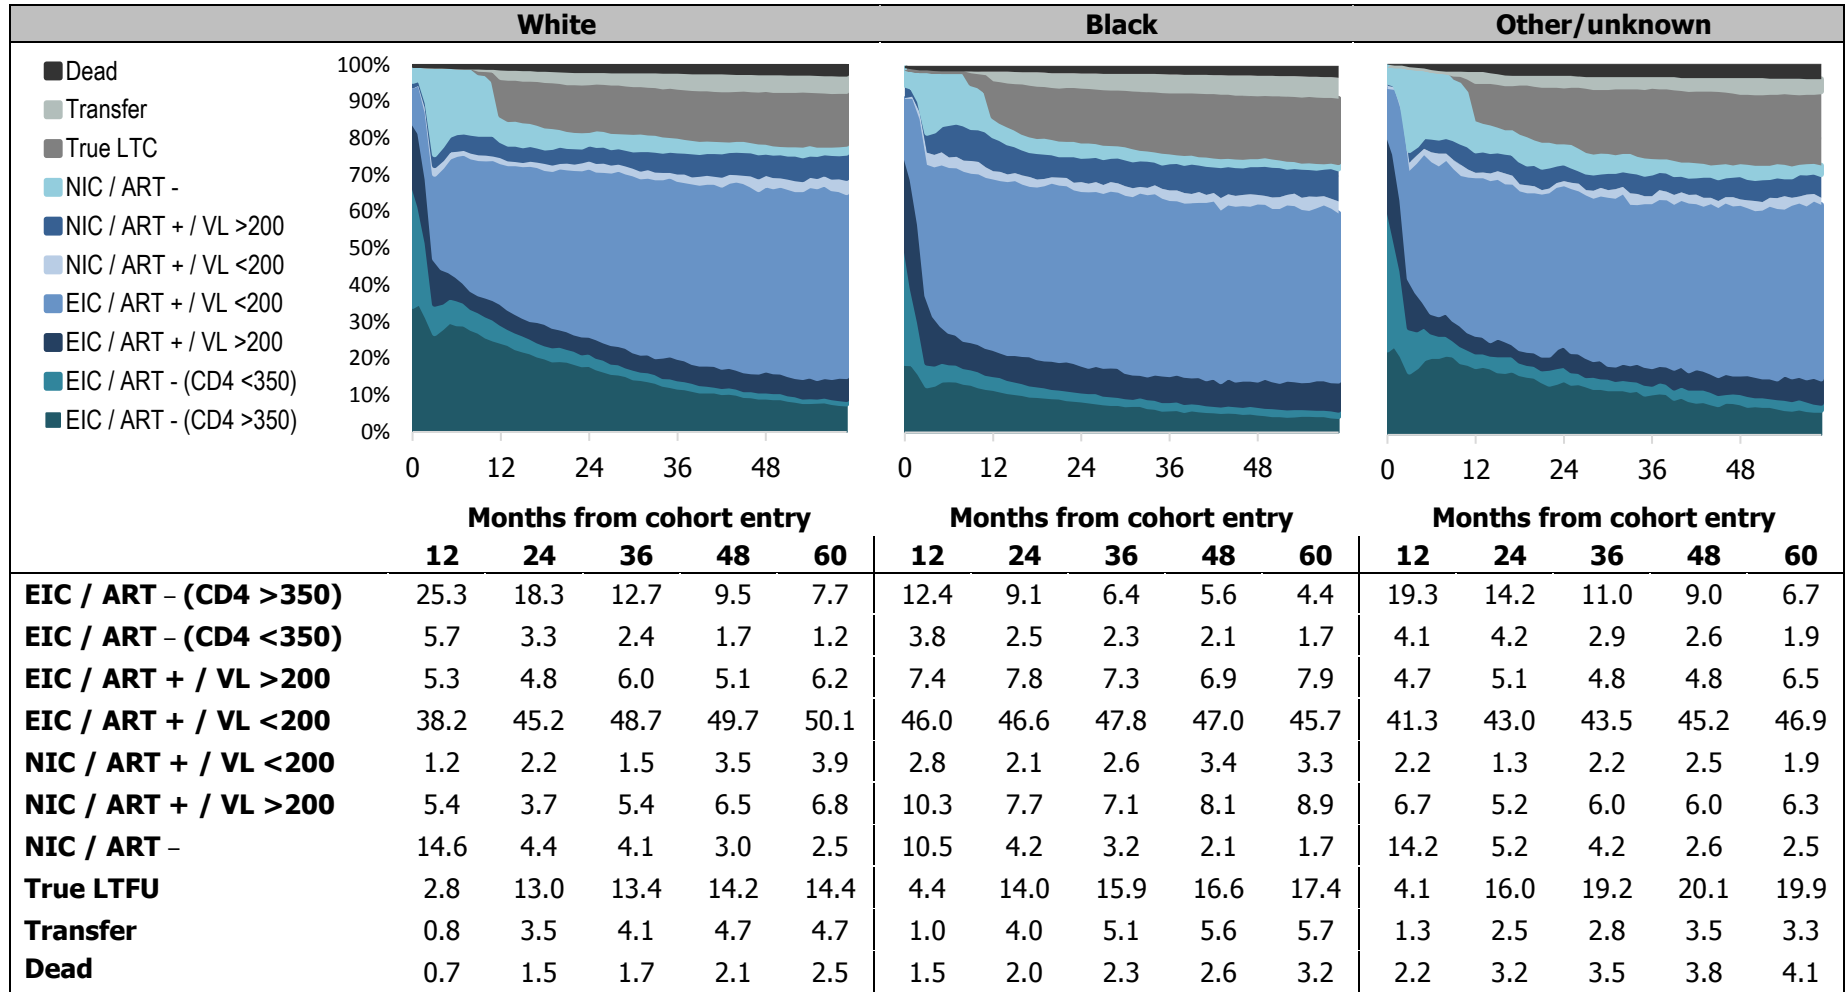 White Black Other/unknown
Dead
Transfer
True LTC
NIC / ART -
NIC / ART + / VL >200
NIC / ART + / VL <200
EIC / ART + / VL <200
EIC / ART + / VL >200
EIC / ART - (CD4 <350)
EIC / ART - (CD4 >350)
100%
90%
80%
70%
60%
50%
40%
30%
20%
10%
0%
0 12 24 36 48 0 12 24 36 48 0 12 24 36 48
Months from cohort entry Months from cohort entry Months from cohort entry
12 24 36 48 60 12 24 36 48 60 12 24 36 48 60
EIC / ART – (CD4 >350) 25.3 18.3 12.7 9.5 7.7 12.4 9.1 6.4 5.6 4.4 19.3 14.2 11.0 9.0 6.7
EIC / ART – (CD4 <350) 5.7 3.3 2.4 1.7 1.2 3.8 2.5 2.3 2.1 1.7 4.1 4.2 2.9 2.6 1.9
EIC / ART + / VL >200 5.3 4.8 6.0 5.1 6.2 7.4 7.8 7.3 6.9 7.9 4.7 5.1 4.8 4.8 6.5
EIC / ART + / VL <200 38.2 45.2 48.7 49.7 50.1 46.0 46.6 47.8 47.0 45.7 41.3 43.0 43.5 45.2 46.9
NIC / ART + / VL <200 1.2 2.2 1.5 3.5 3.9 2.8 2.1 2.6 3.4 3.3 2.2 1.3 2.2 2.5 1.9
NIC / ART + / VL >200 5.4 3.7 5.4 6.5 6.8 10.3 7.7 7.1 8.1 8.9 6.7 5.2 6.0 6.0 6.3
NIC / ART – 14.6 4.4 4.1 3.0 2.5 10.5 4.2 3.2 2.1 1.7 14.2 5.2 4.2 2.6 2.5
True LTFU 2.8 13.0 13.4 14.2 14.4 4.4 14.0 15.9 16.6 17.4 4.1 16.0 19.2 20.1 19.9
Transfer 0.8 3.5 4.1 4.7 4.7 1.0 4.0 5.1 5.6 5.7 1.3 2.5 2.8 3.5 3.3
Dead 0.7 1.5 1.7 2.1 2.5 1.5 2.0 2.3 2.6 3.2 2.2 3.2 3.5 3.8 4.1